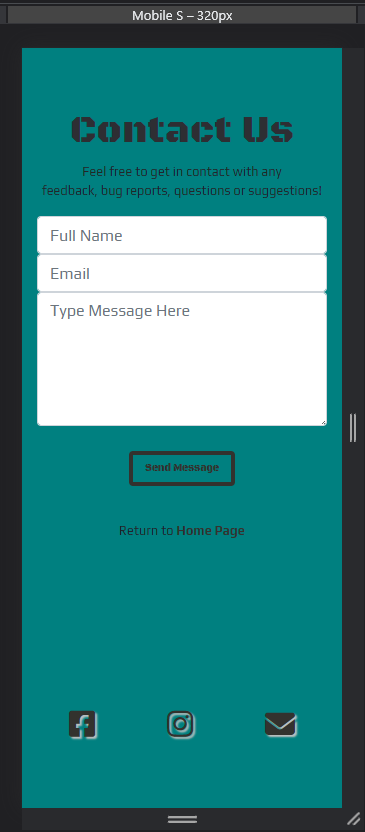 Mobile S – 320px
Contact Us
Feel free to get in contact with any
feedback, bug reports, questions or suggestions!
Full Name
Email
Type Message Here
Send Message
Return to Home Page